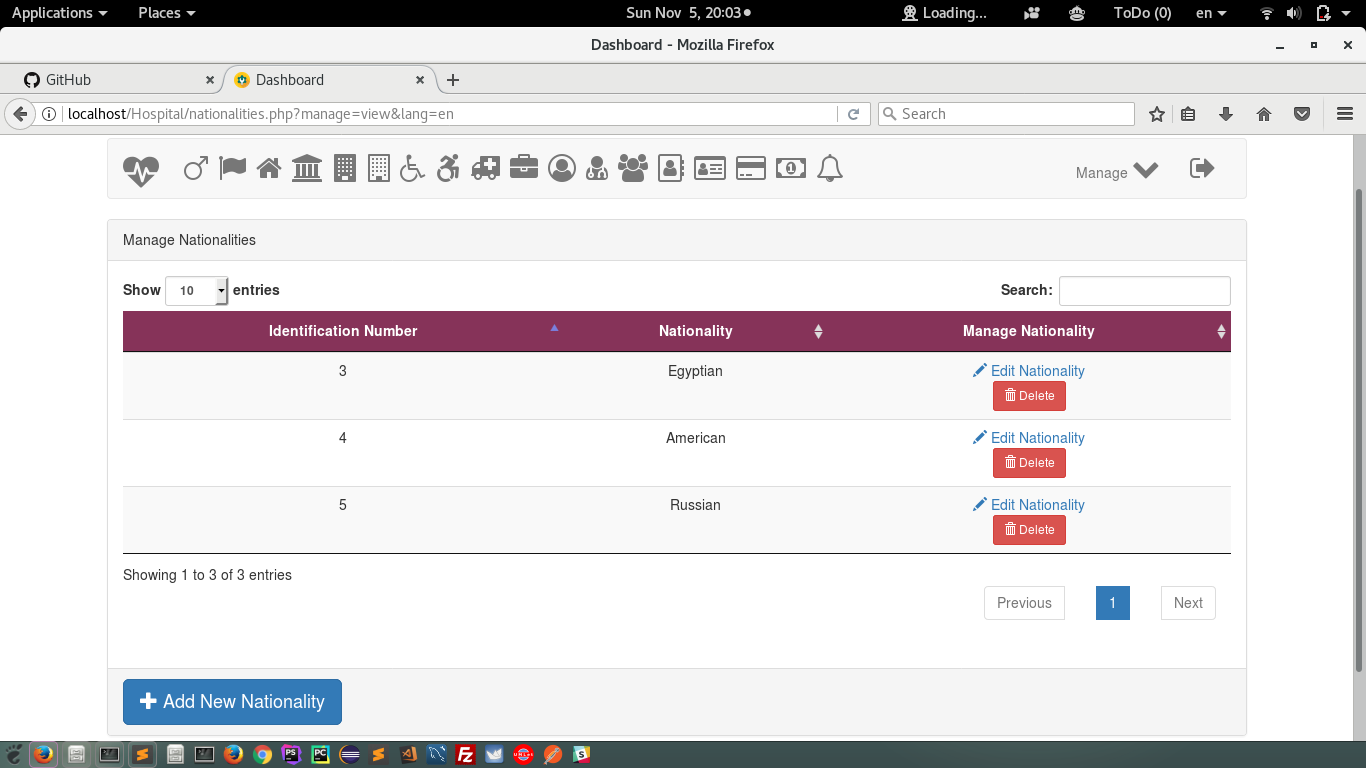 Applications Places Sun Nov 5, 20:03 Loading... ToDo (0) en
Dashboard - Mozilla Firefox
GitHub Dashboard
localhost/Hospital/nationalities.php?manage=view&lang=en Search
Manage
Manage Nationalities
Show 10 entries Search:
Identification Number Nationality Manage Nationality
3 Egyptian Edit Nationality
Delete
4 American Edit Nationality
Delete
5 Russian Edit Nationality
Delete
Showing 1 to 3 of 3 entries
Previous 1 Next
Add New Nationality
PS PC Fz